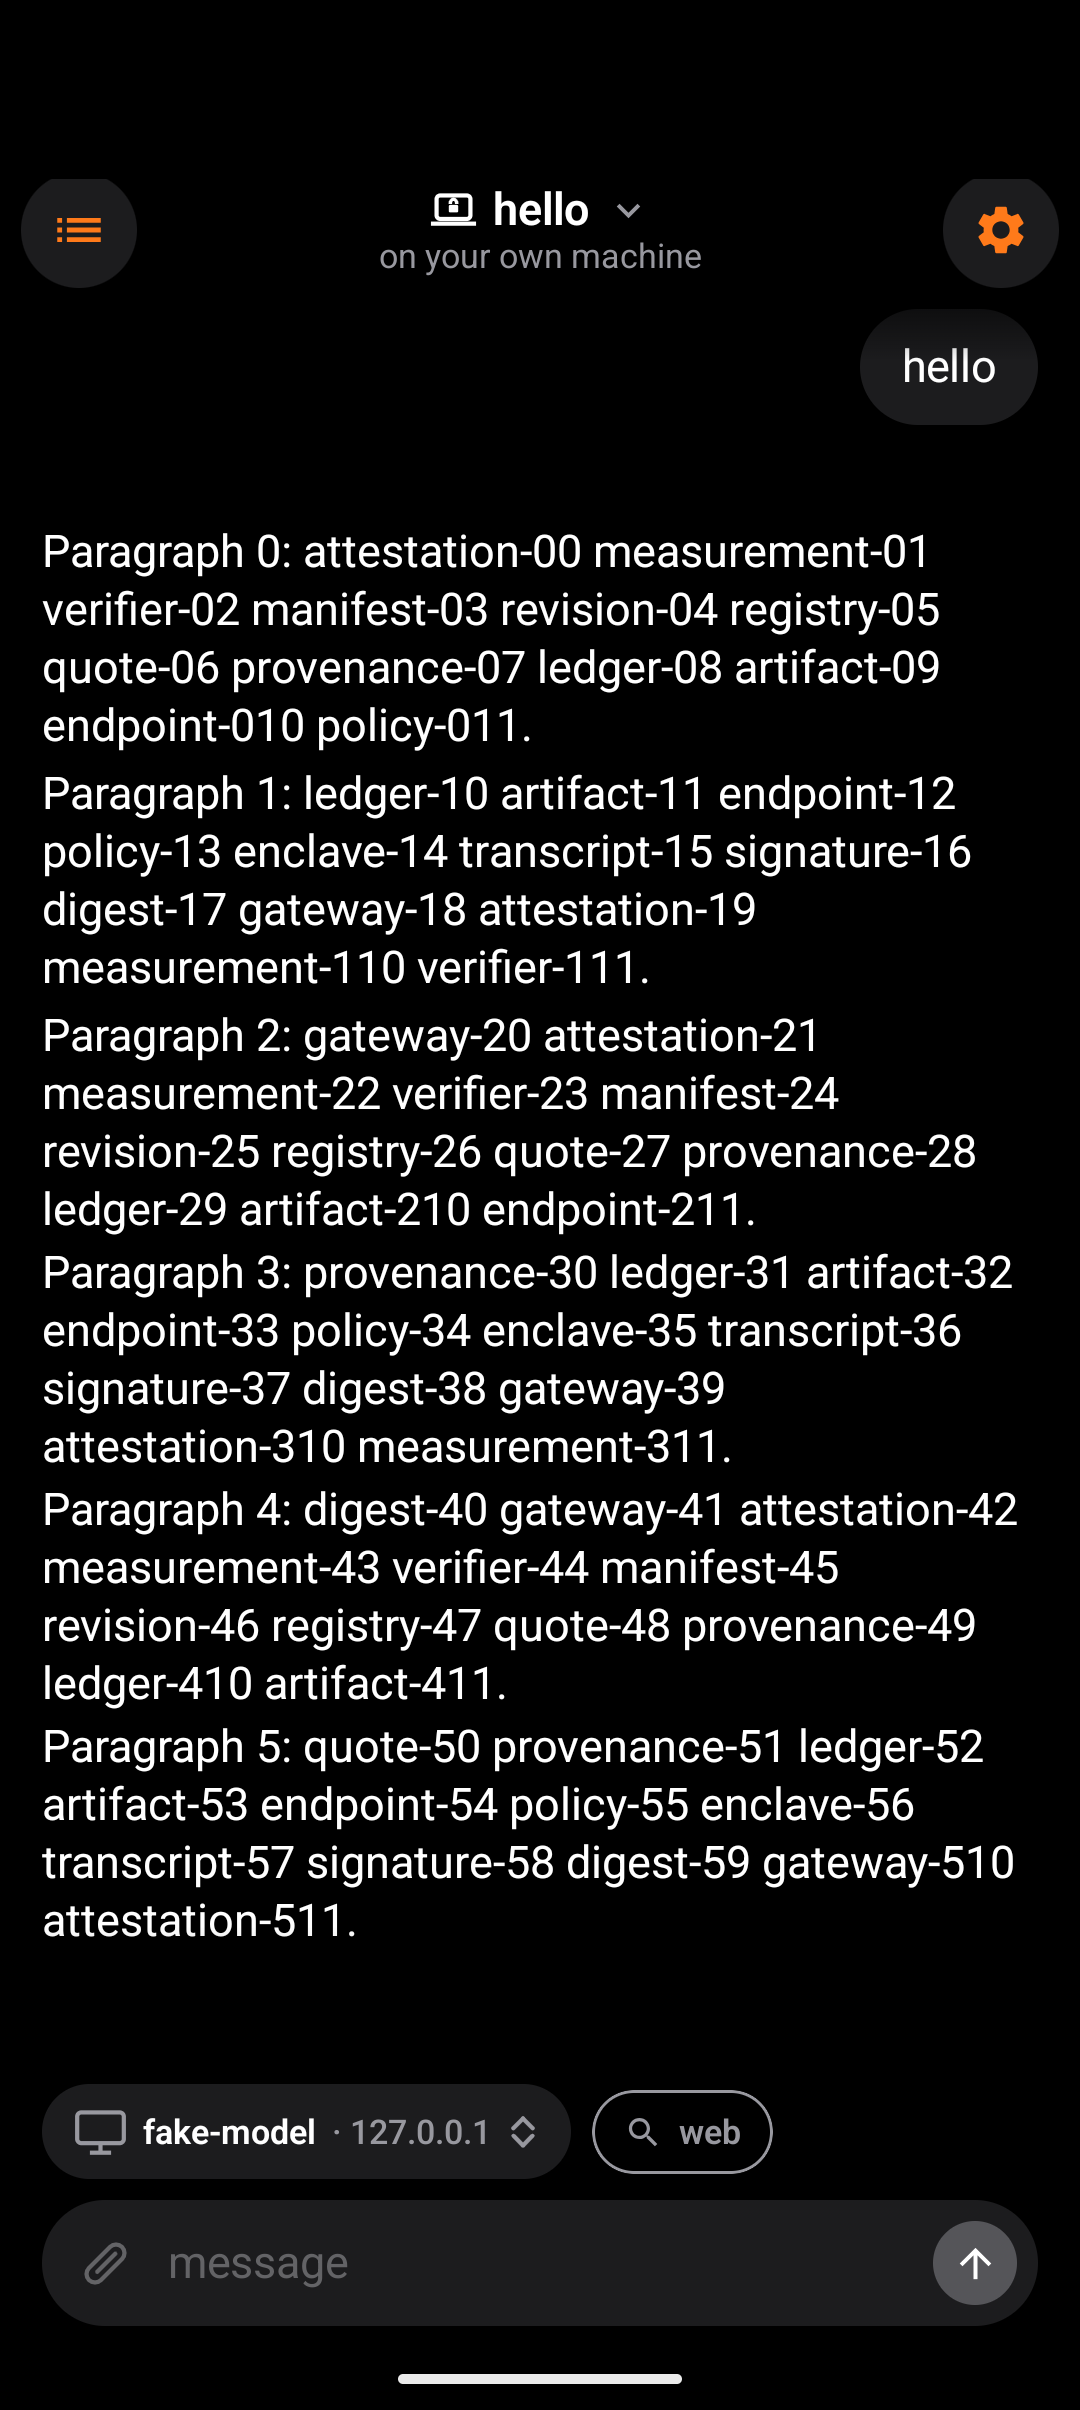 hello
on your own machine
hello
Paragraph 0: attestation-00 measurement-01
verifier-02 manifest-03 revision-04 registry-05
quote-06 provenance-07 ledger-08 artifact-09
endpoint-010 policy-011.
Paragraph 1: ledger-10 artifact-11 endpoint-12
policy-13 enclave-14 transcript-15 signature-16
digest-17 gateway-18 attestation-19
measurement-110 verifier-111.
Paragraph 2: gateway-20 attestation-21
measurement-22 verifier-23 manifest-24
revision-25 registry-26 quote-27 provenance-28
ledger-29 artifact-210 endpoint-211.
Paragraph 3: provenance-30 ledger-31 artifact-32
endpoint-33 policy-34 enclave-35 transcript-36
signature-37 digest-38 gateway-39
attestation-310 measurement-311.
Paragraph 4: digest-40 gateway-41 attestation-42
measurement-43 verifier-44 manifest-45
revision-46 registry-47 quote-48 provenance-49
ledger-410 artifact-411.
Paragraph 5: quote-50 provenance-51 ledger-52
artifact-53 endpoint-54 policy-55 enclave-56
transcript-57 signature-58 digest-59 gateway-510
attestation-511.
fake-model · 127.0.0.1 web
message